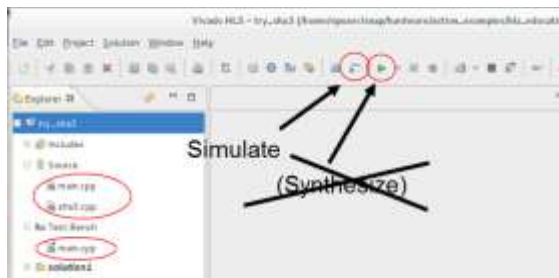 Vivado HLS - try_sha3
File Edit Project Solution Window Help
Explorer
try_sha3
Includes
Source
main.cpp
sha3.cpp
Test Bench
main.cpp
solution1
Simulate
(Synthesize)